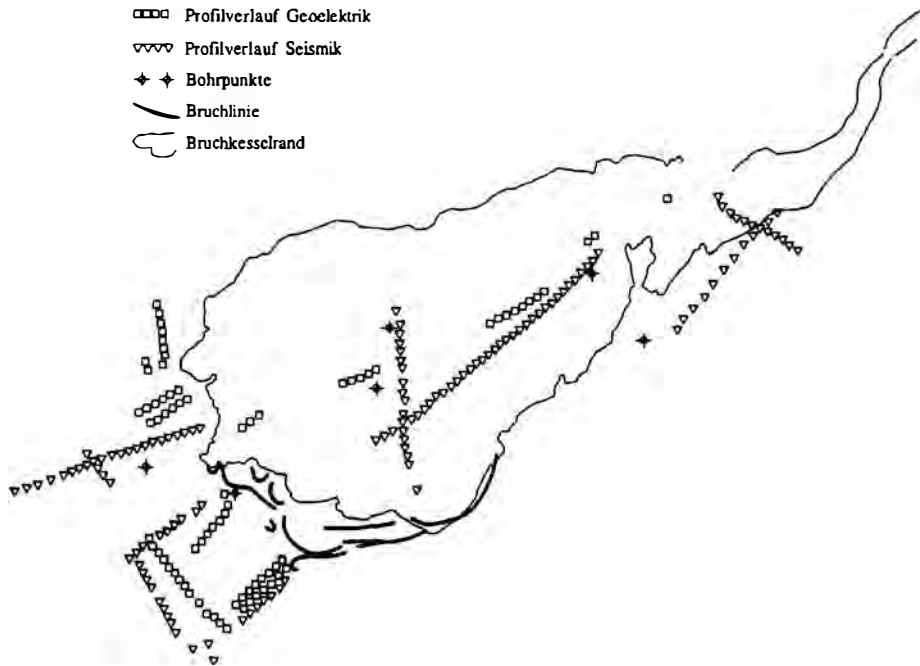 Profilverlauf Geoelektrik
Profilverlauf Seismik
Bohrpunkte
Bruchlinie
Bruchkesselrand